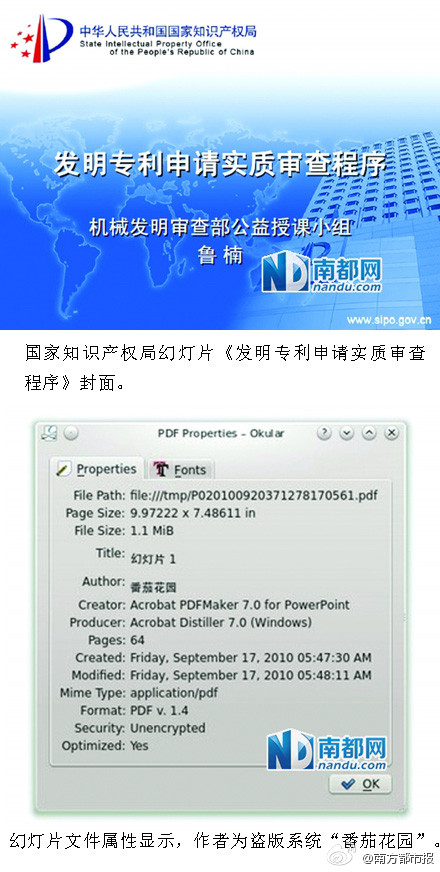 中华人民共和国国家知识产权局
State Intellectual Property Office
of the People's Republic of China
发明专利申请实质审查程序
机械发明审查部公益授课小组
鲁楠
ND南都网
nandu.com
www.sipo.gov.cn
国家知识产权局幻灯片《发明专利申请实质审查
程序》封面。
PDF Properties – Okular
Properties
Fonts
File Path: file:///tmp/P020100920371278170561.pdf
Page Size: 9.97222 x 7.48611 in
File Size: 1.1 MiB
Title: 幻灯片 1
Author: 番茄花园
Creator: Acrobat PDFMaker 7.0 for PowerPoint
Producer: Acrobat Distiller 7.0 (Windows)
Pages: 64
Created: Friday, September 17, 2010 05:47:30 AM
Modified: Friday, September 17, 2010 05:48:11 AM
Mime Type: application/pdf
Format: PDF v. 1.4
Security: Unencrypted
Optimized: Yes
ND南都网
nandu.com
OK
幻灯片文件属性显示，作者为盗版系统“番茄花园”。
@南方都市报